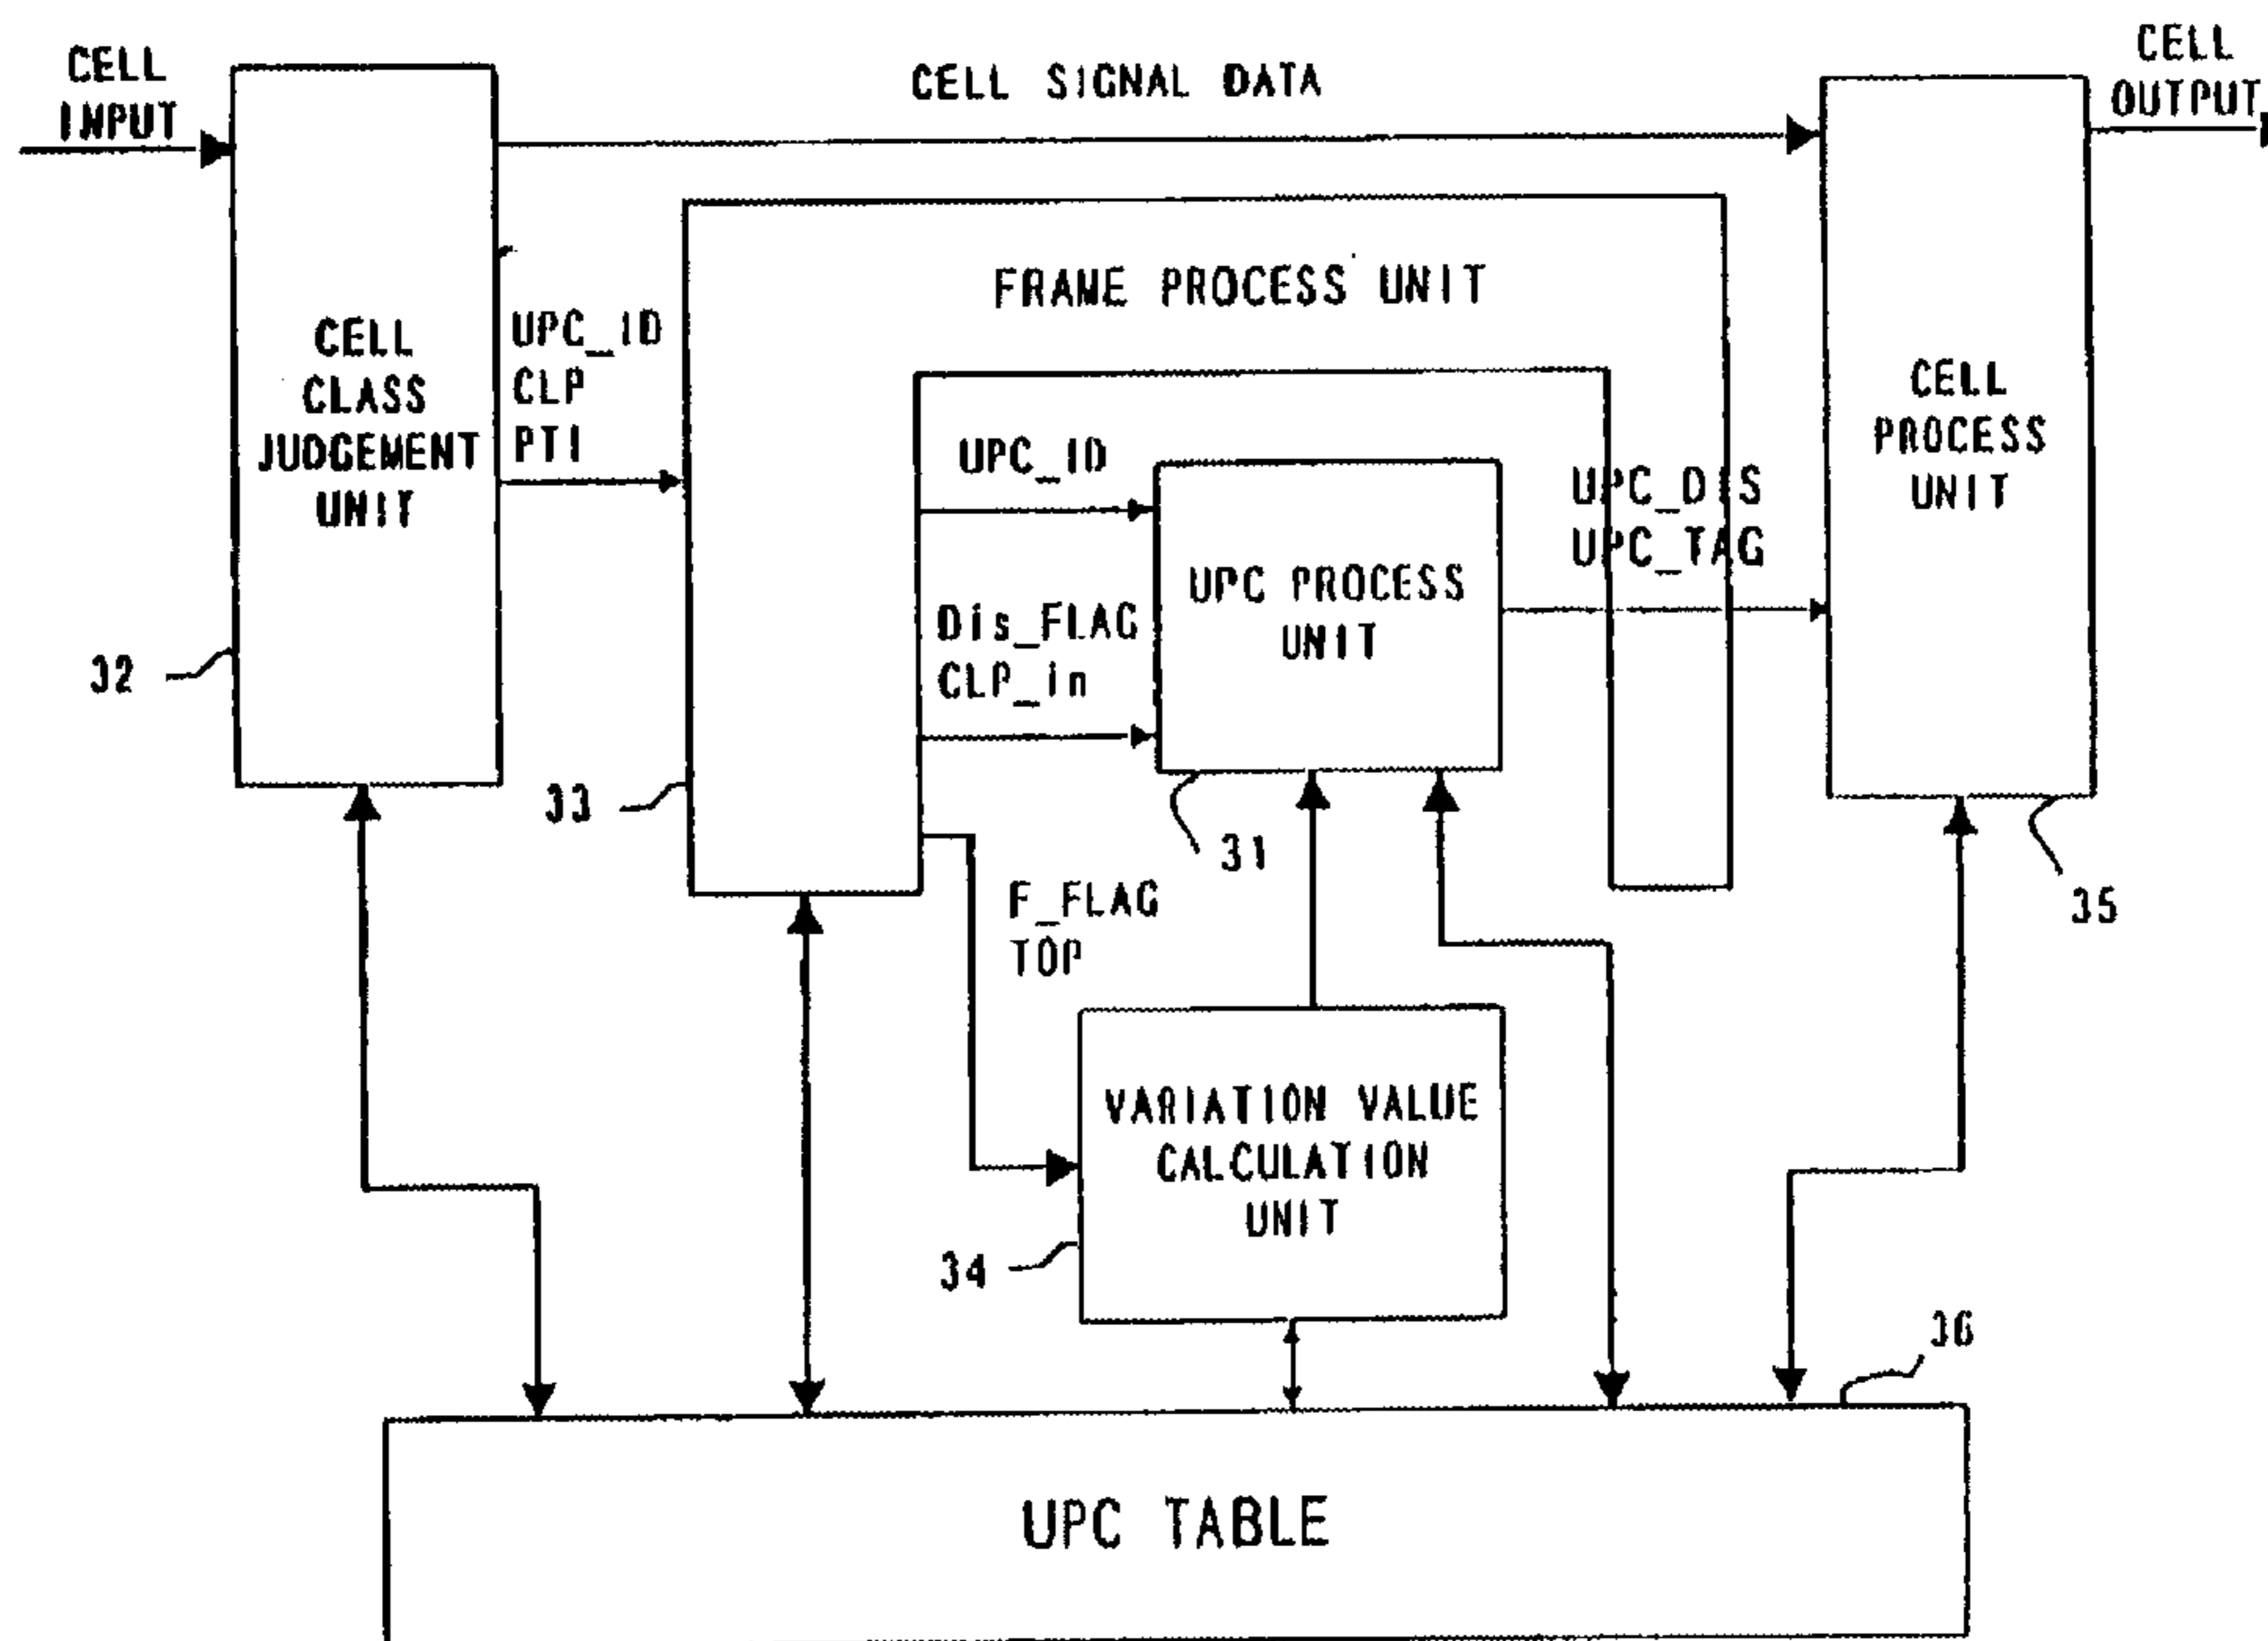 CELL
INPUT
CELL SIGNAL DATA
CELL
OUTPUT
FRAME PROCESS UNIT
CELL
CLASS
JUDGEMENT
UNIT
UPC_ID
CLP
PTI
CELL
PROCESS
UNIT
UPC_ID
UPC_DIS
UPC_TAG
UPC PROCESS
UNIT
Dis_FLAG
CLP_in
32
33
31
35
F_FLAG
TOP
VARIATION VALUE
CALCULATION
UNIT
34
36
UPC TABLE